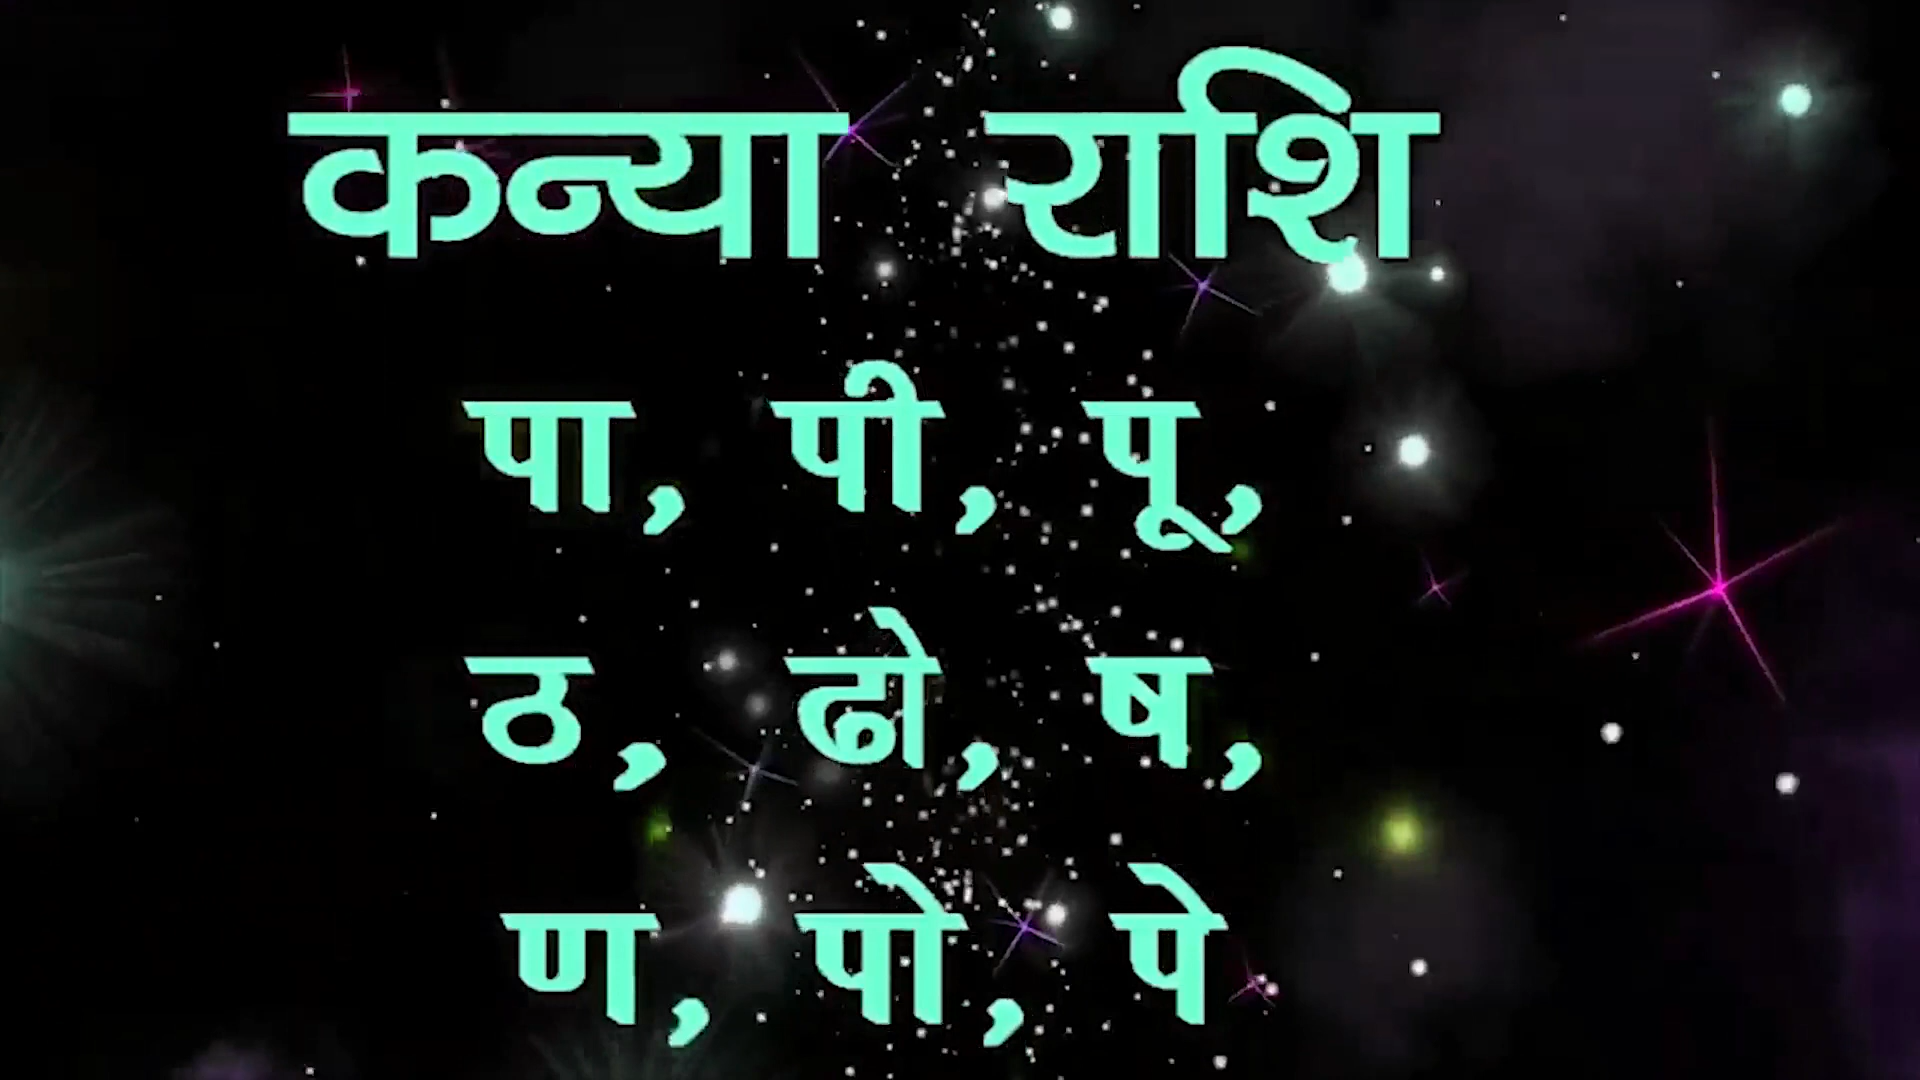 कन्या राशि
पा, पी, पू,
ठ, ढो, ष,
ण, पो, पे